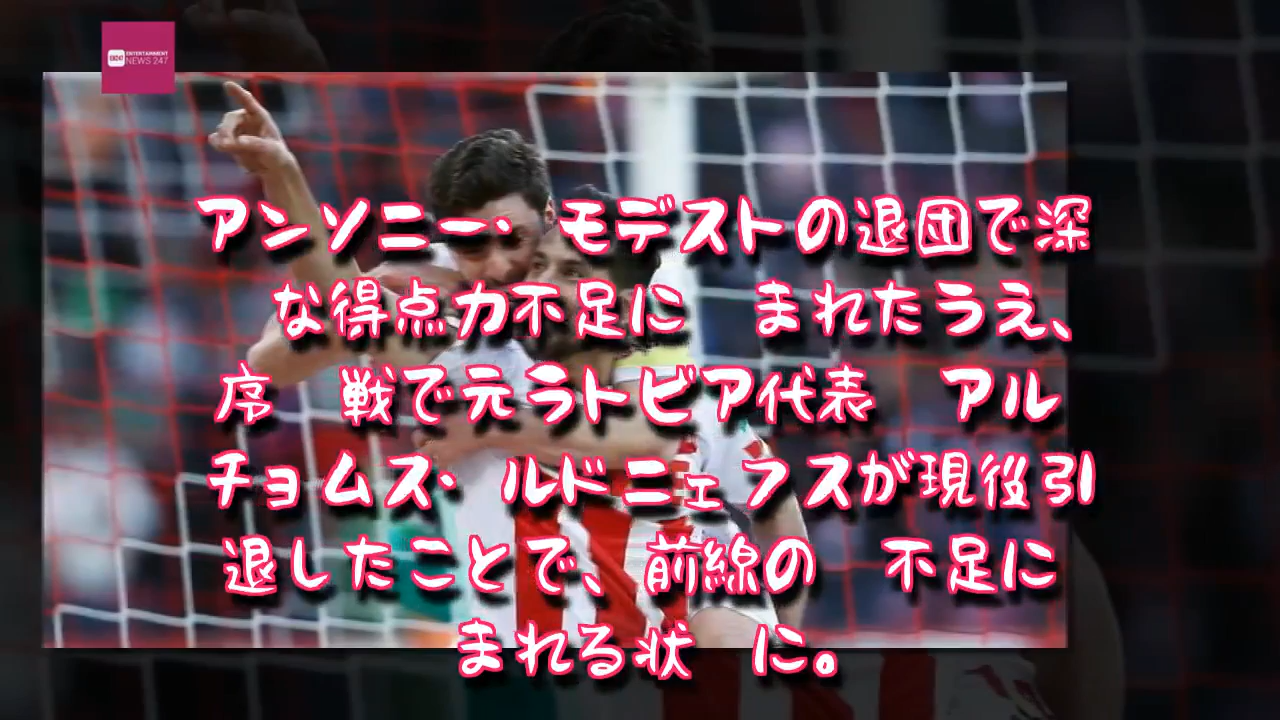 ENTERTAINMENT
NEWS 247
アンソニー・ モデストの退団で深
な得点力不足に　まれたうえ、
序　戦で元ラトビア代表　アル
チョムス・ ルドニェフスが現役引
退したことで、前線の　不足に
まれる状　に。